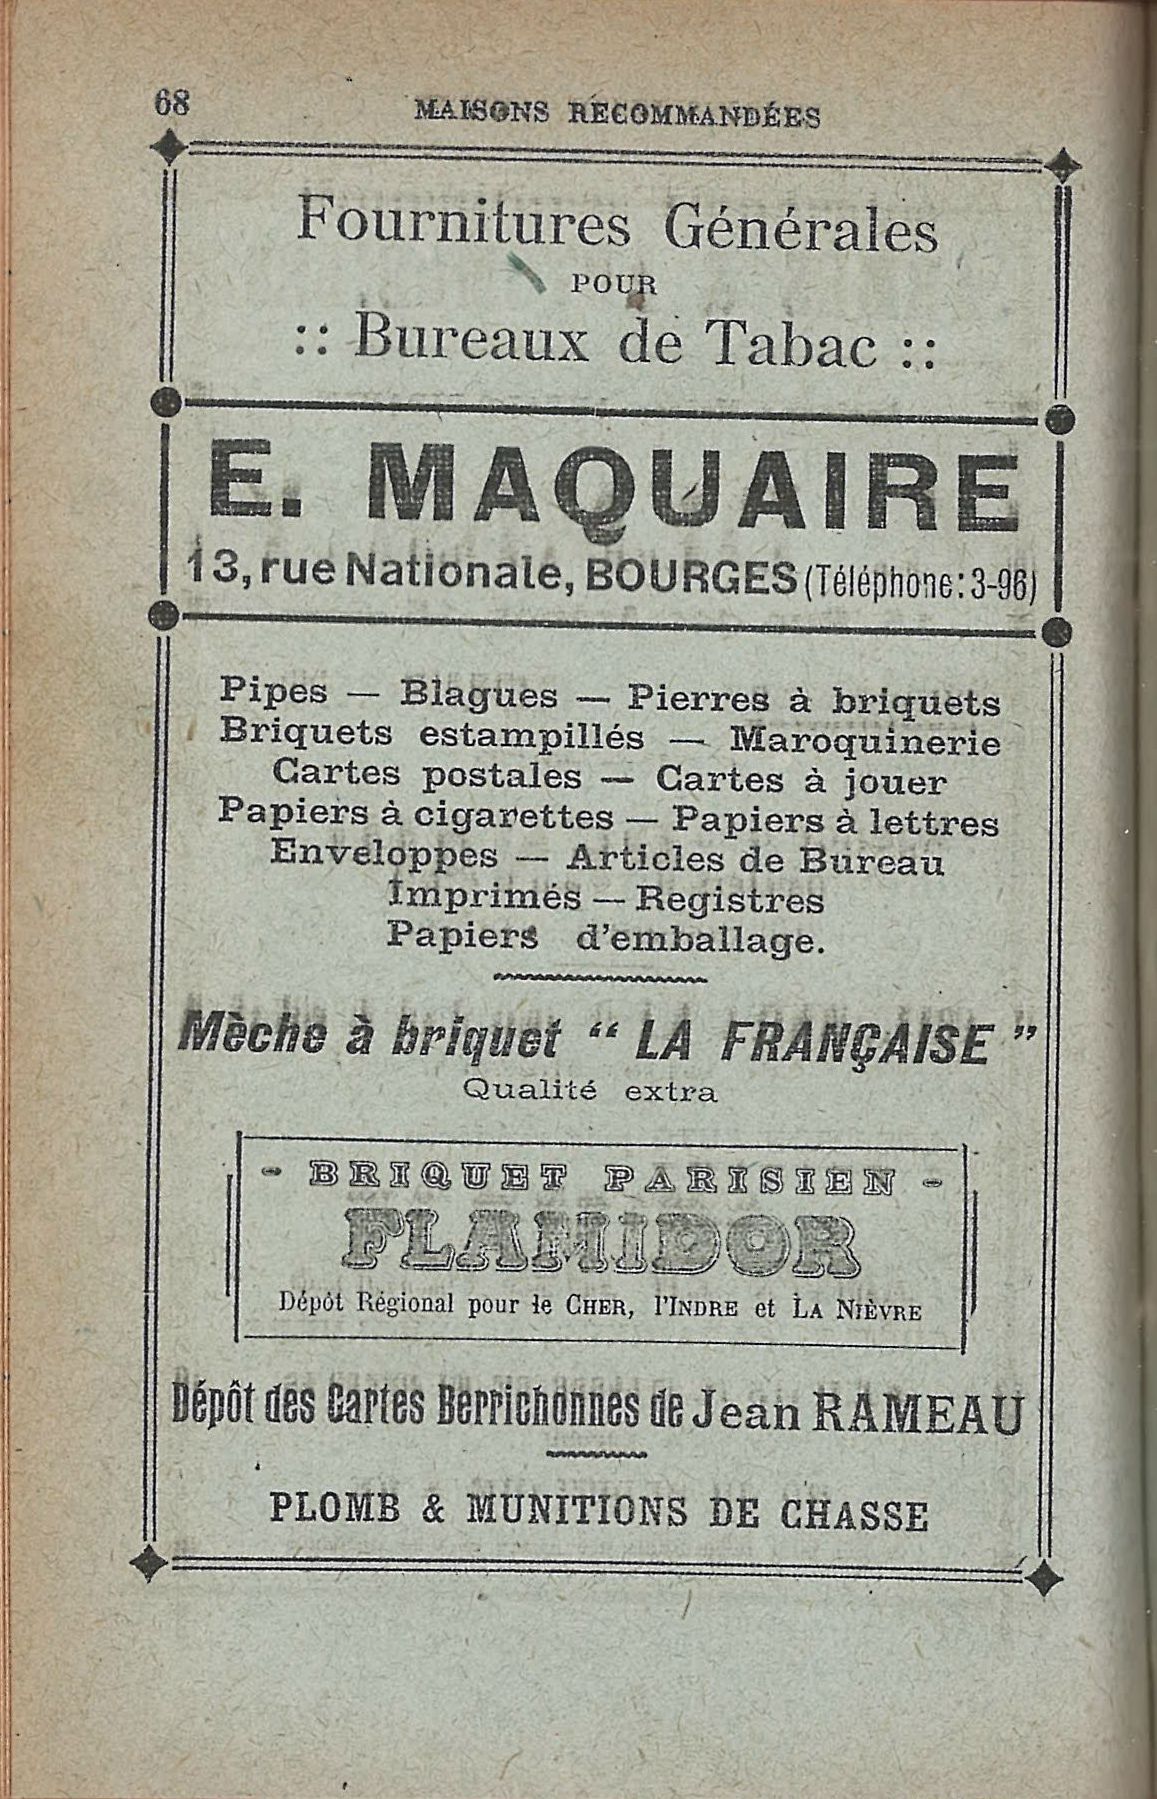 68
MAISONS RECOMMANDÉES
Fournitures Générales
POUR
:: Bureaux de Tabac ::
E. MAQUAIRE
13, rue Nationale, BOURGES (Téléphone: 3-96)
Pipes — Blagues — Pierres à briquets
Briquets estampillés — Maroquinerie
Cartes postales — Cartes à jouer
Papiers à cigarettes — Papiers à lettres
Enveloppes — Articles de Bureau
Imprimés — Registres
Papiers d'emballage.
Mèche à briquet “ LA FRANÇAISE ”
Qualité extra
- BRIQUET PARISIEN -
FLAMIDOR
Dépôt Régional pour le CHER, l'INDRE et LA NIÈVRE
Dépôt des Cartes Berrichonnes de Jean RAMEAU
PLOMB & MUNITIONS DE CHASSE